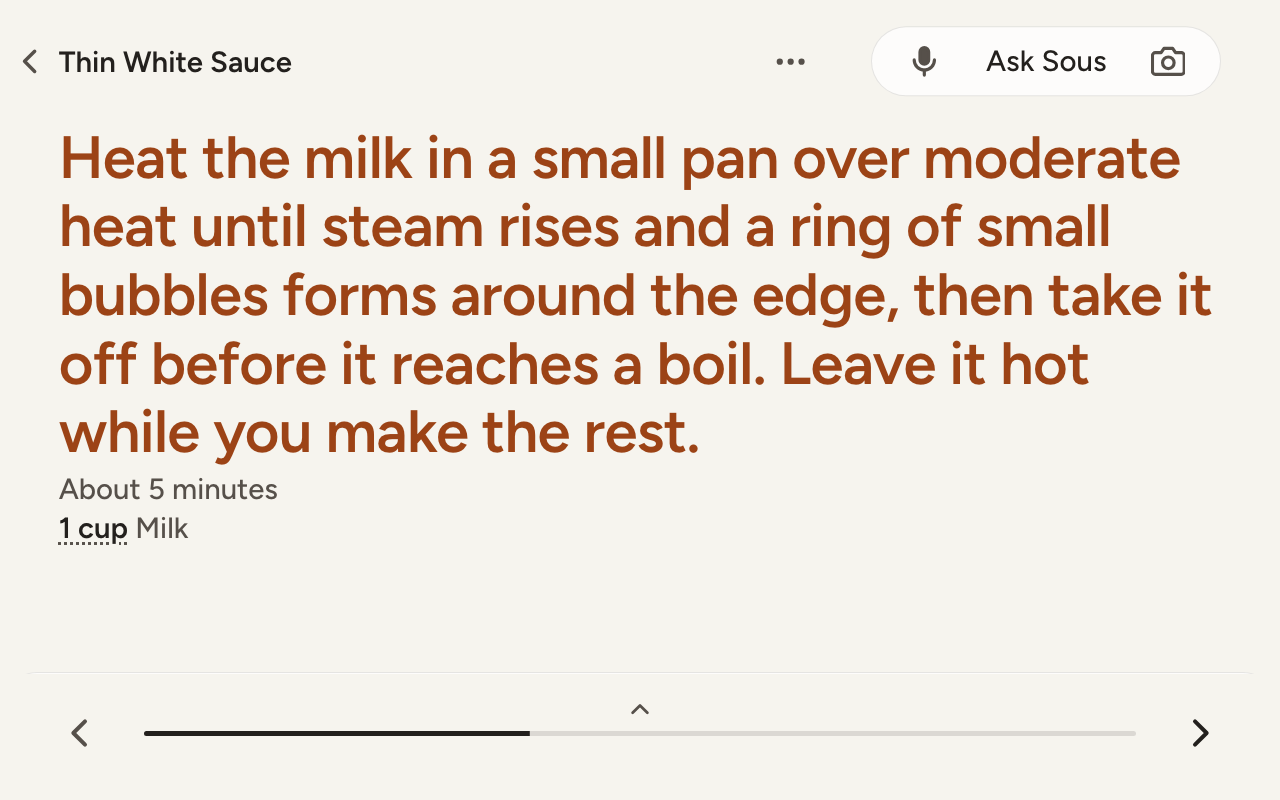 Thin White Sauce
Ask Sous
Heat the milk in a small pan over moderate
heat until steam rises and a ring of small
bubbles forms around the edge, then take it
off before it reaches a boil. Leave it hot
while you make the rest.
About 5 minutes
1 cup Milk